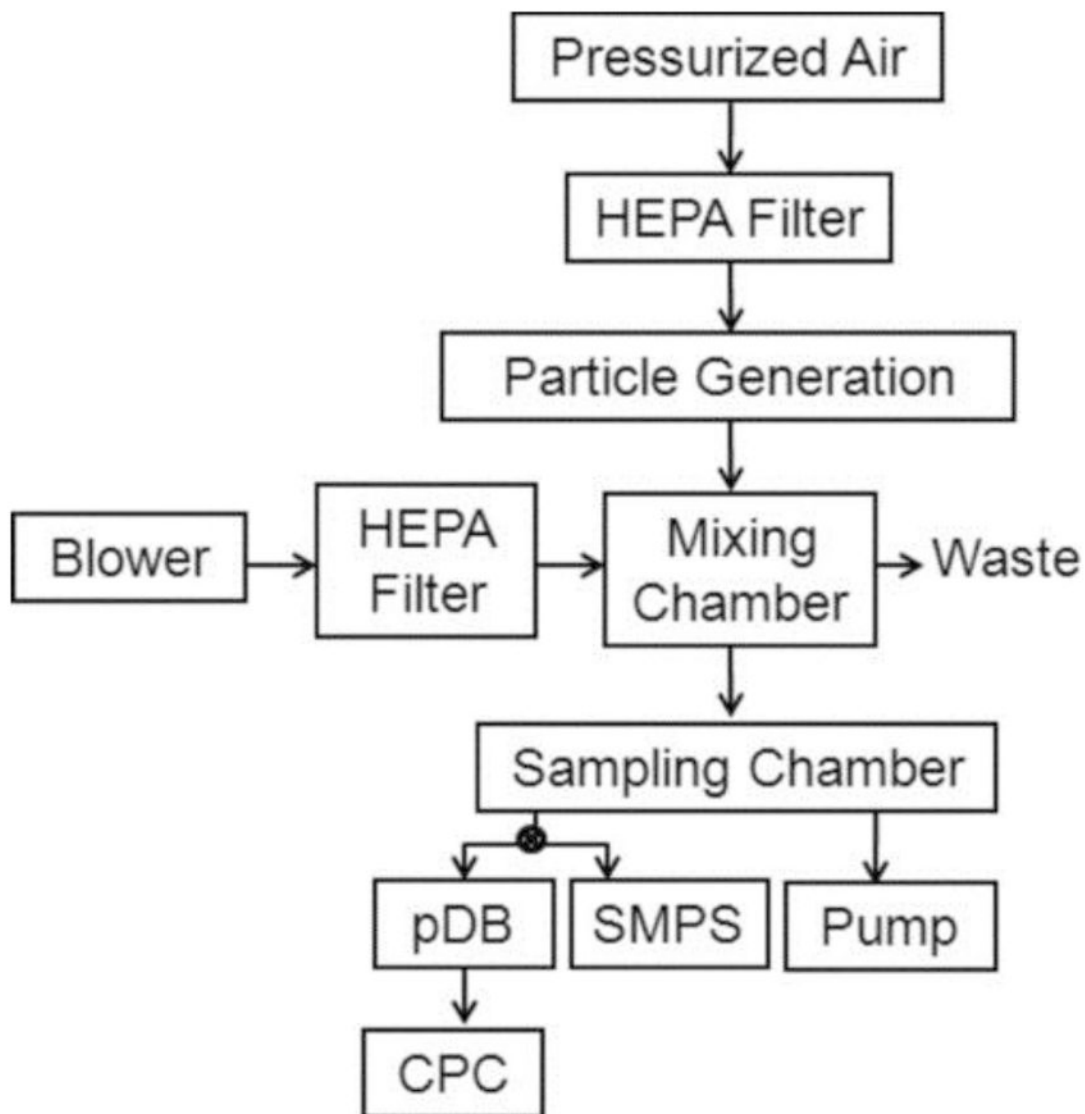 Pressurized Air
HEPA Filter
Particle Generation
Blower
HEPA
Filter
Mixing
Chamber
Waste
Sampling Chamber
pDB
SMPS
Pump
CPC